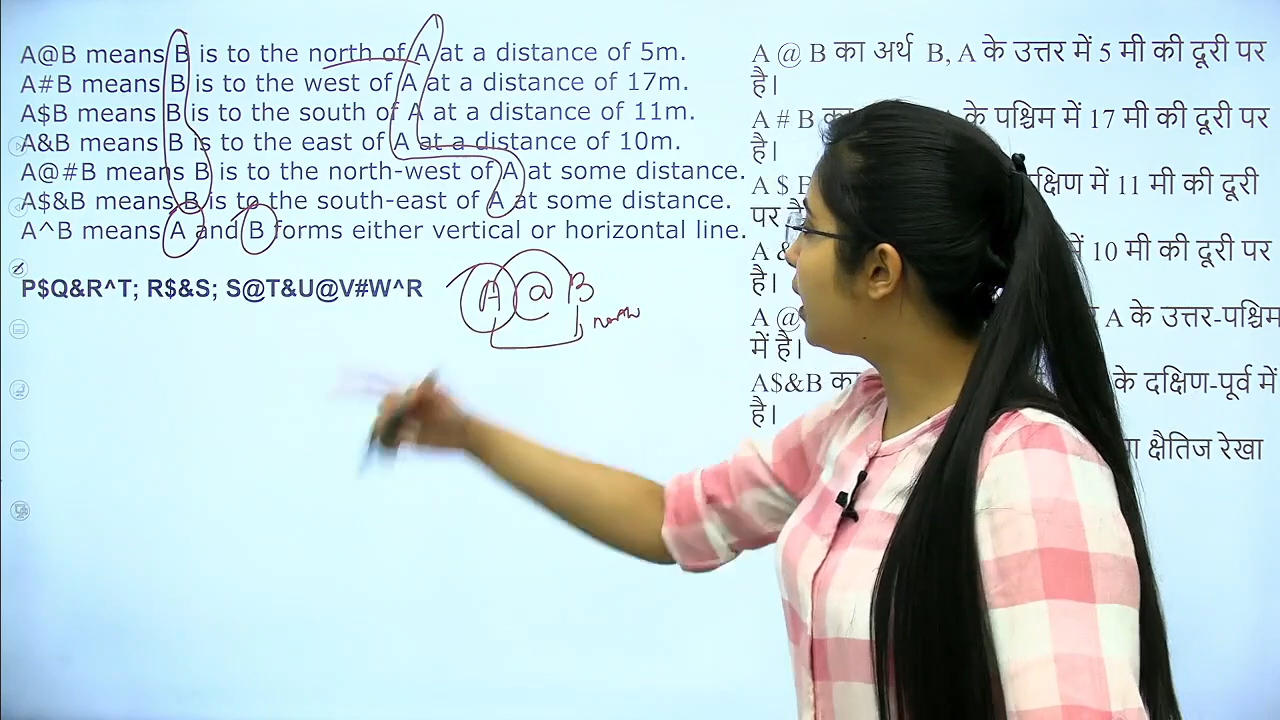 A@B means B is to the north of A at a distance of 5m.
A#B means B is to the west of A at a distance of 17m.
A$B means B is to the south of A at a distance of 11m.
A&B means B is to the east of A at a distance of 10m.
A@#B means B is to the north-west of A at some distance.
A$&B means B is to the south-east of A at some distance.
A^B means A and B forms either vertical or horizontal line.
P$Q&R^T; R$&S; S@T&U@V#W^R
A @ B
north
A @ B का अर्थ B, A के उत्तर में 5 मी की दूरी पर
है।
A # B के पश्चिम में 17 मी की दूरी पर
है।
A $ B में 11 मी की दूरी
पर है
A में 10 मी की दूरी पर
है।
A @ A के उत्तर-पश्चिम
में है।
A$&B के दक्षिण-पूर्व में
है।
क्षैतिज रेखा